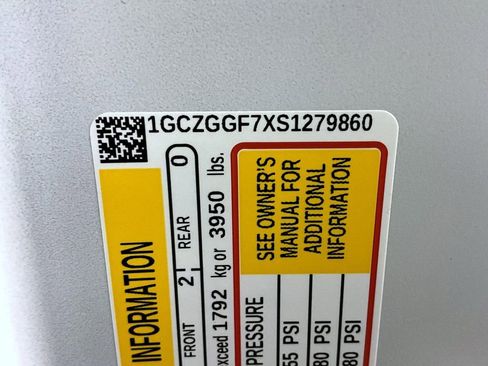 1GCZGGF7XS1279860
INFORMATION
FRONT 2 REAR 0
xceed 1792 kg or 3950 lbs.
SEE OWNER'S
MANUAL FOR
ADDITIONAL
INFORMATION
PRESSURE
55 PSI
80 PSI
80 PSI